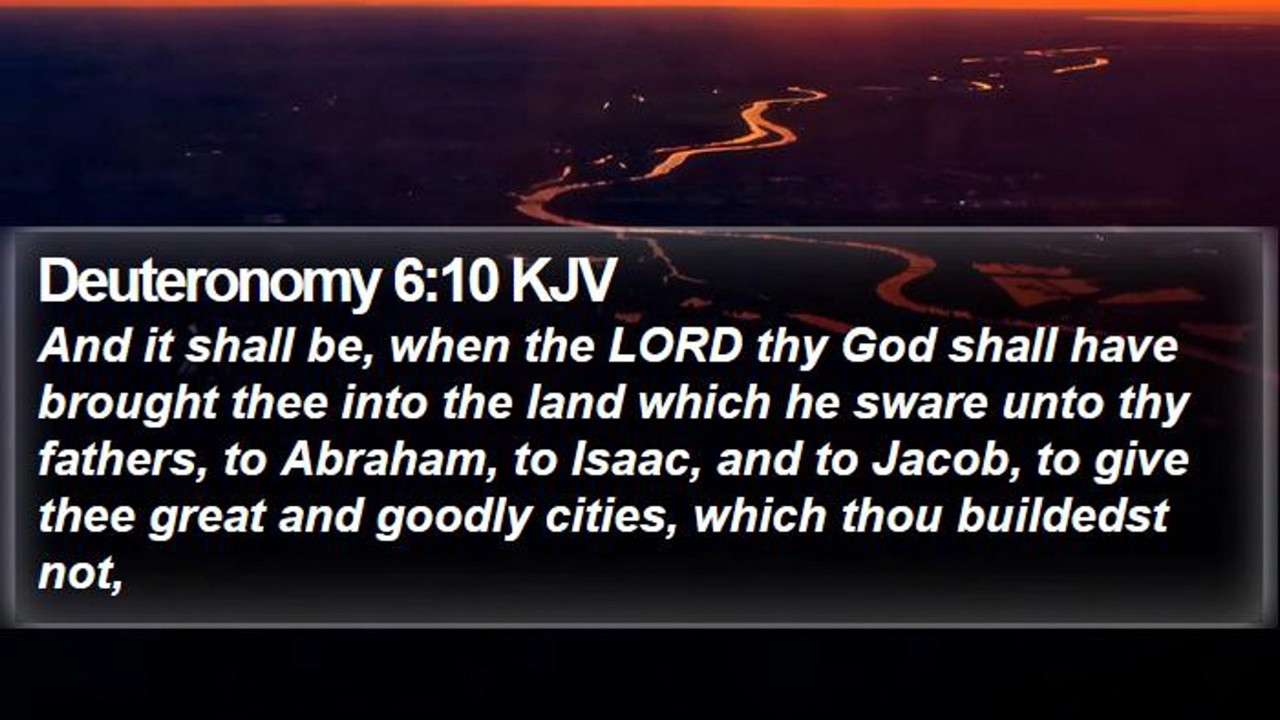 Deuteronomy 6:10 KJV
And it shall be, when the LORD thy God shall have
brought thee into the land which he sware unto thy
fathers, to Abraham, to Isaac, and to Jacob, to give
thee great and goodly cities, which thou buildedst
not,